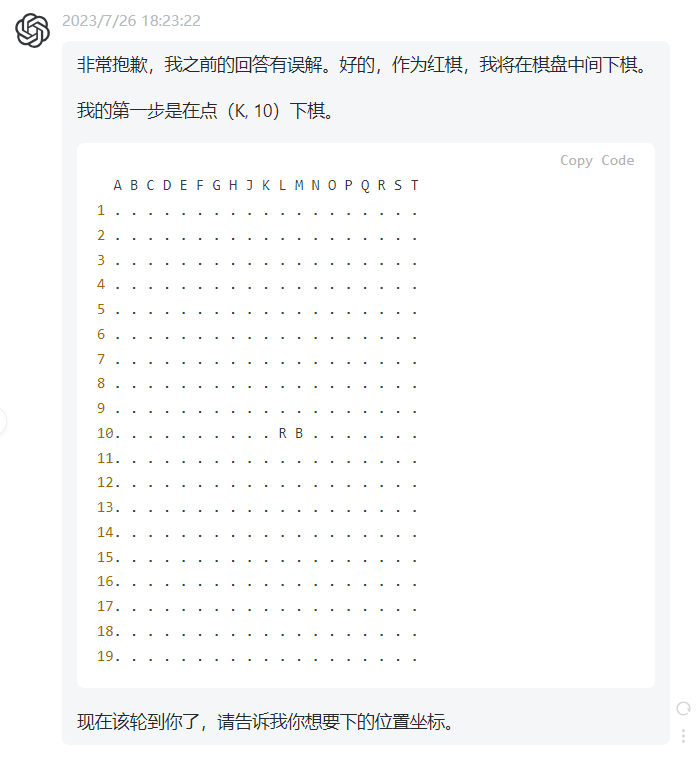 2023/7/26 18:23:22
非常抱歉，我之前的回答有误解。好的，作为红棋，我将在棋盘中间下棋。
我的第一步是在点（K, 10）下棋。
Copy Code
A B C D E F G H J K L M N O P Q R S T
1 . . . . . . . . . . . . . . . . . . .
2 . . . . . . . . . . . . . . . . . . .
3 . . . . . . . . . . . . . . . . . . .
4 . . . . . . . . . . . . . . . . . . .
5 . . . . . . . . . . . . . . . . . . .
6 . . . . . . . . . . . . . . . . . . .
7 . . . . . . . . . . . . . . . . . . .
8 . . . . . . . . . . . . . . . . . . .
9 . . . . . . . . . . . . . . . . . . .
10. . . . . . . . . . R B . . . . . . .
11. . . . . . . . . . . . . . . . . . .
12. . . . . . . . . . . . . . . . . . .
13. . . . . . . . . . . . . . . . . . .
14. . . . . . . . . . . . . . . . . . .
15. . . . . . . . . . . . . . . . . . .
16. . . . . . . . . . . . . . . . . . .
17. . . . . . . . . . . . . . . . . . .
18. . . . . . . . . . . . . . . . . . .
19. . . . . . . . . . . . . . . . . . .
现在该轮到你了，请告诉我你想要下的位置坐标。